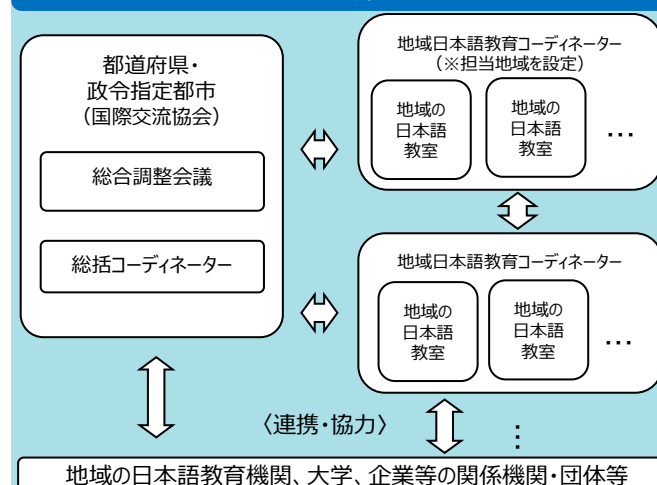 都道府県・
政令指定都市
（国際交流協会）
総合調整会議
総括コーディネーター
地域日本語教育コーディネーター
（※担当地域を設定）
地域の
日本語
教室
地域の
日本語
教室
…
地域日本語教育コーディネーター
地域の
日本語
教室
地域の
日本語
教室
…
〈連携・協力〉
⋮
地域の日本語教育機関、大学、企業等の関係機関・団体等